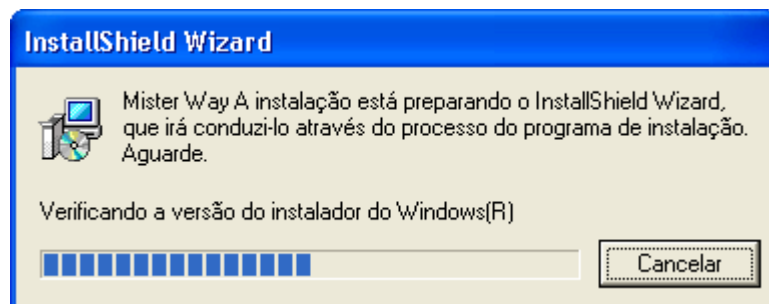 InstallShield Wizard
Mister Way A instalação está preparando o InstallShield Wizard,
que irá conduzi-lo através do processo do programa de instalação.
Aguarde.
Verificando a versão do instalador do Windows(R)
Cancelar